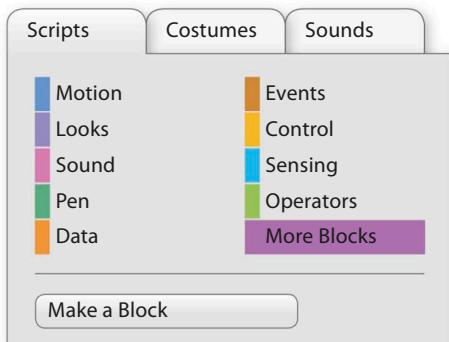 Scripts Costumes Sounds
Motion Events
Looks Control
Sound Sensing
Pen Operators
Data More Blocks
Make a Block